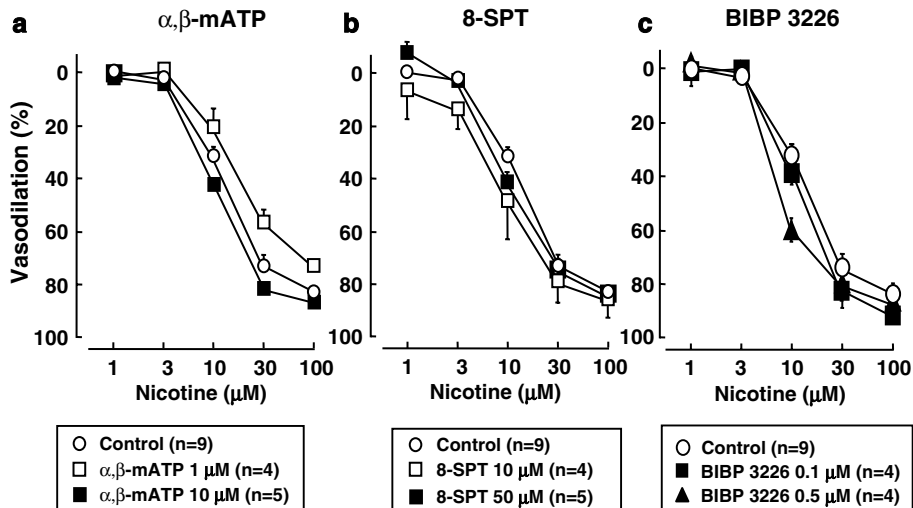 a α,β-mATP
b 8-SPT
c BIBP 3226
Vasodilation (%)
0
20
40
60
80
100
1 3 10 30 100
Nicotine (μM)
0
20
40
60
80
100
1 3 10 30 100
Nicotine (μM)
0
20
40
60
80
100
1 3 10 30 100
Nicotine (μM)
Control (n=9)
α,β-mATP 1 μM (n=4)
α,β-mATP 10 μM (n=5)
Control (n=9)
8-SPT 10 μM (n=4)
8-SPT 50 μM (n=5)
Control (n=9)
BIBP 3226 0.1 μM (n=4)
BIBP 3226 0.5 μM (n=4)